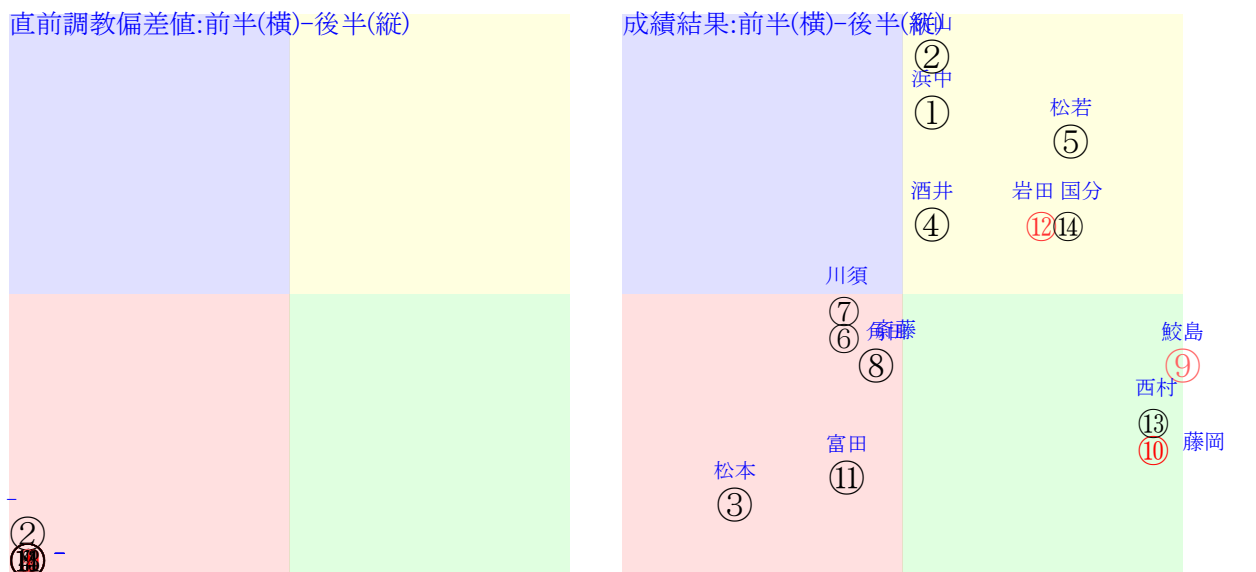 直前調教偏差値:前半(横)-後半(縦)
成績結果:前半(横)-後半(縦)
②
浜中
①
松若
⑤
酒井
④
岩田 国分
⑫⑭
川須
⑦
⑥
⑧
鮫島
⑨
西村
⑬
⑩ 藤岡
富田
⑪
松本
③
-
②
-